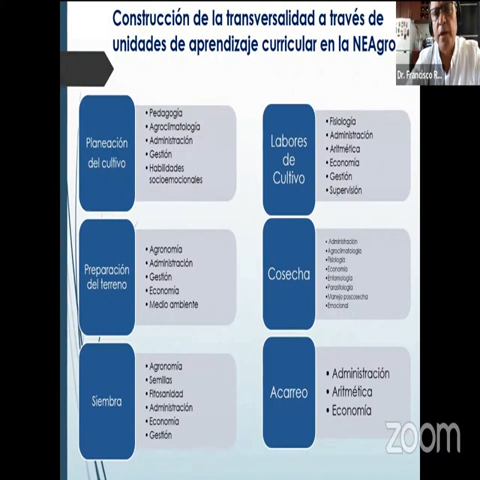 Construcción de la transversalidad a través de
unidades de aprendizaje curricular en la NEAgro
Dr. Francisco R...
Planeación
del cultivo
• Pedagogía
• Agroclimatología
• Administración
• Gestión
• Habilidades
socioemocionales
Labores
de
Cultivo
• Fisiología
• Administración
• Aritmética
• Economía
• Gestión
• Supervisión
Preparación
del terreno
• Agronomía
• Administración
• Gestión
• Economía
• Medio ambiente
Cosecha
• Administración
• Agroclimatología
• Fisiología
• Economía
• Entomología
• Parasitología
• Manejo poscosecha
• Emocional
Siembra
• Agronomía
• Semillas
• Fitosanidad
• Administración
• Economía
• Gestión
Acarreo
• Administración
• Aritmética
• Economía
zoom